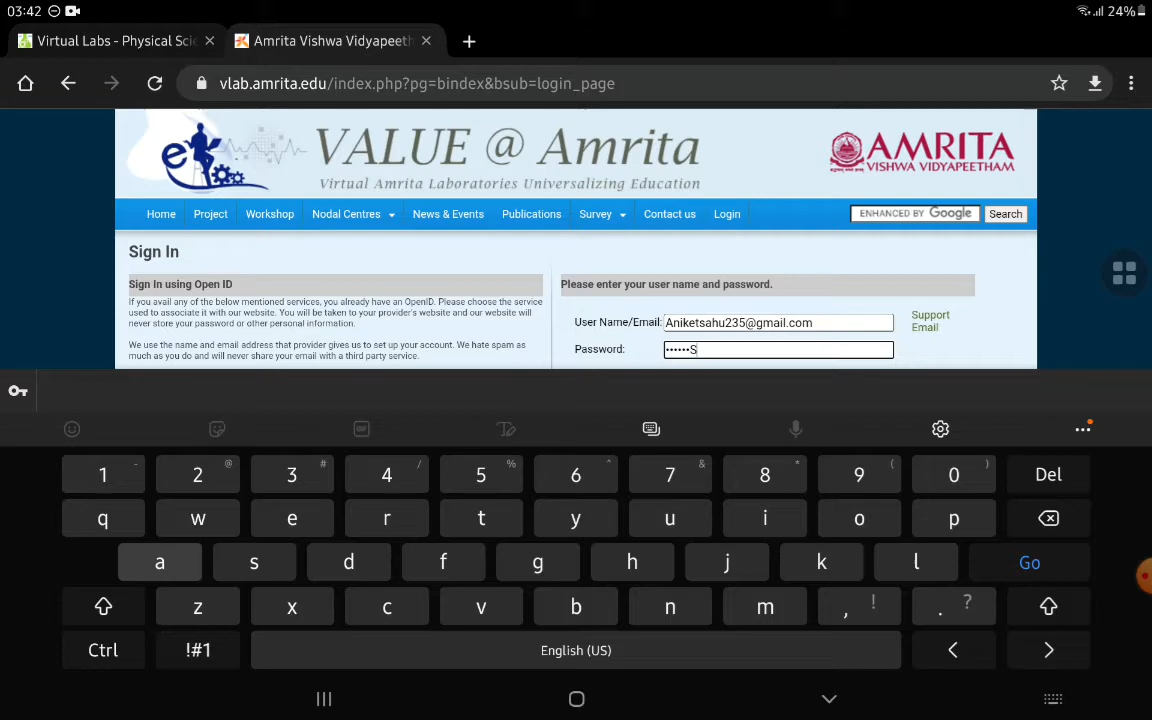 03:42 24%
Virtual Labs - Physical Scie Amrita Vishwa Vidyapeeth
vlab.amrita.edu/index.php?pg=bindex&bsub=login_page
e VALUE @ Amrita AMRITA
VISHWA VIDYAPEETHAM
Virtual Amrita Laboratories Universalizing Education
Home Project Workshop Nodal Centres News & Events Publications Survey Contact us Login ENHANCED BY Google Search
Sign In
Sign In using Open ID
If you avail any of the below mentioned services, you already have an OpenID. Please choose the service
used to associate it with our website. You will be taken to your provider's website and our website will
never store your password or other personal information.
We use the name and email address that provider gives us to set up your account. We hate spam as
much as you do and will never share your email with a third party service.
Please enter your user name and password.
User Name/Email: Aniketsahu235@gmail.com Support
Email
Password: ••••••S
GIF
1 - 2 @ 3 # 4 / 5 % 6 ^ 7 & 8 * 9 ( 0 ) Del
q w e r t y u i o p
a s d f g h j k l Go
z x c v b n m , ! . ?
Ctrl !#1 English (US) < >